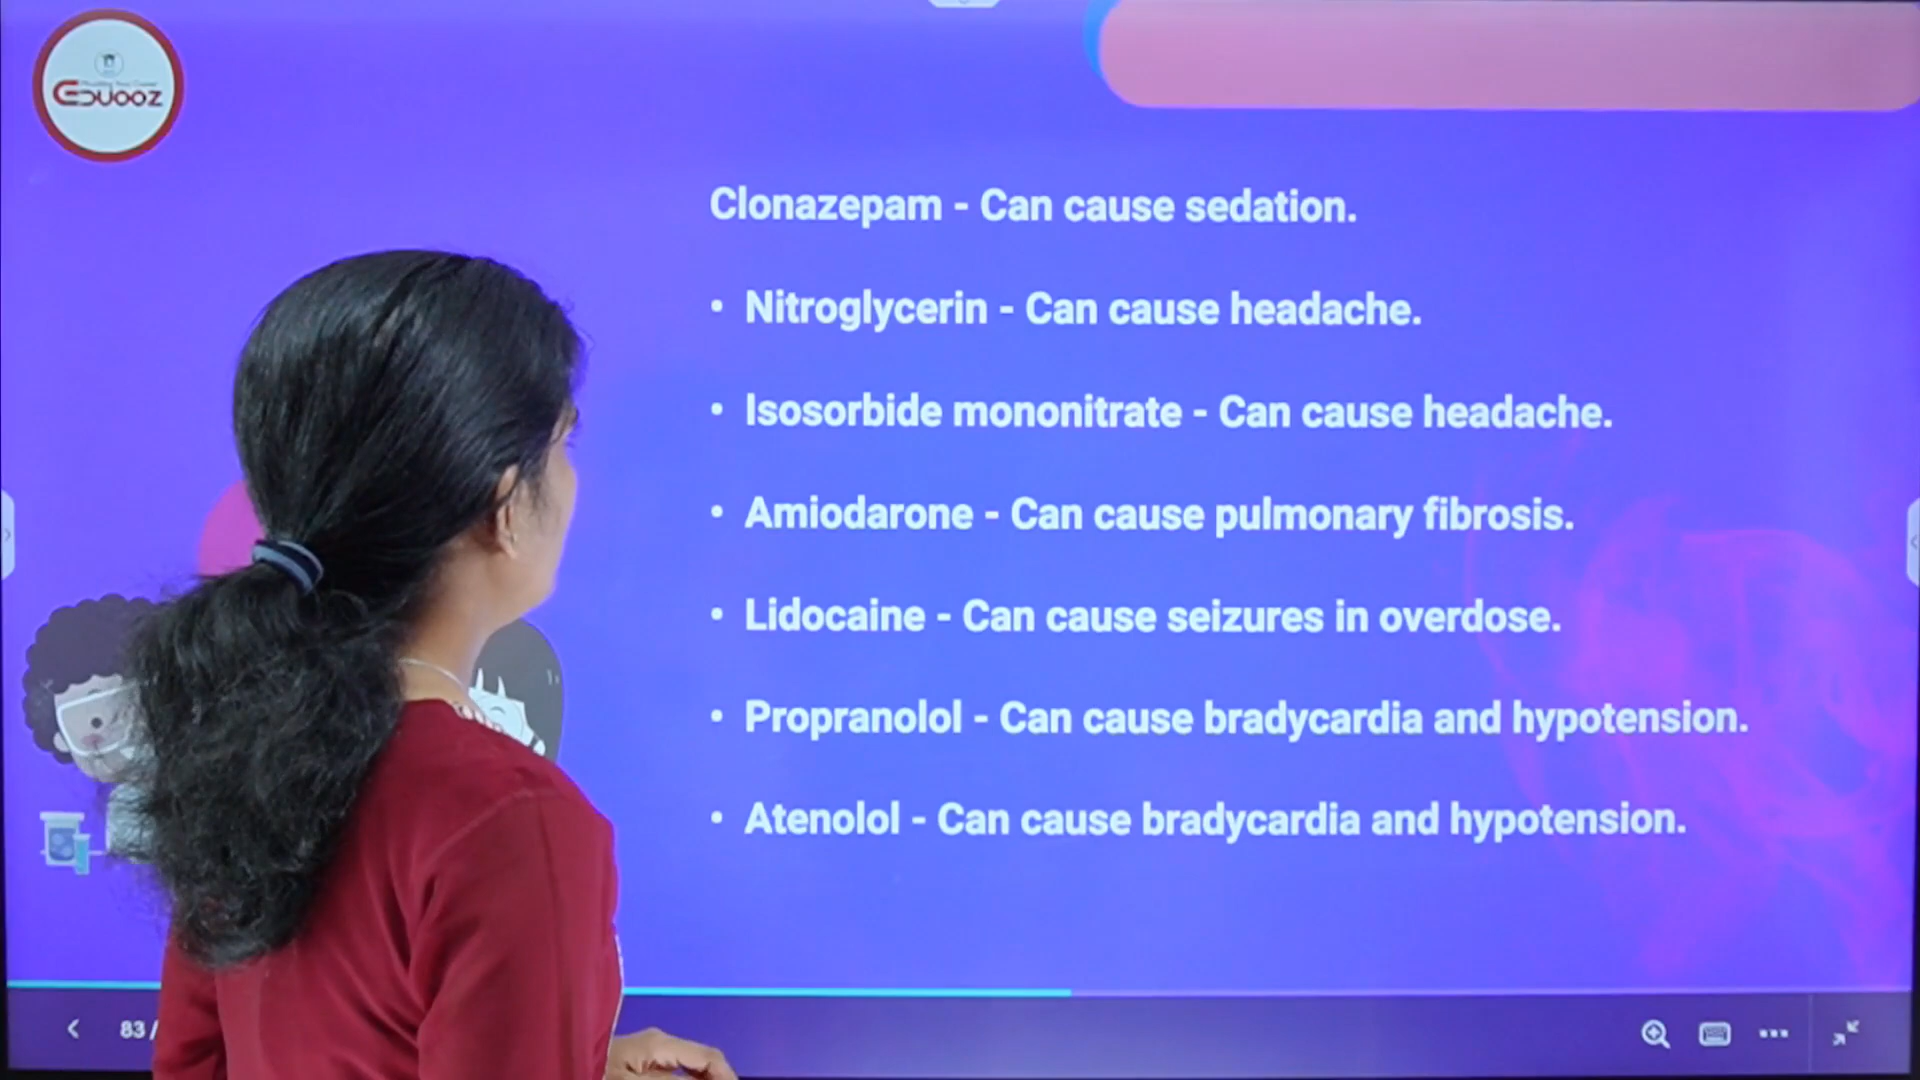 EDUOOZ
Clonazepam - Can cause sedation.
• Nitroglycerin - Can cause headache.
• Isosorbide mononitrate - Can cause headache.
• Amiodarone - Can cause pulmonary fibrosis.
• Lidocaine - Can cause seizures in overdose.
• Propranolol - Can cause bradycardia and hypotension.
• Atenolol - Can cause bradycardia and hypotension.
83 /